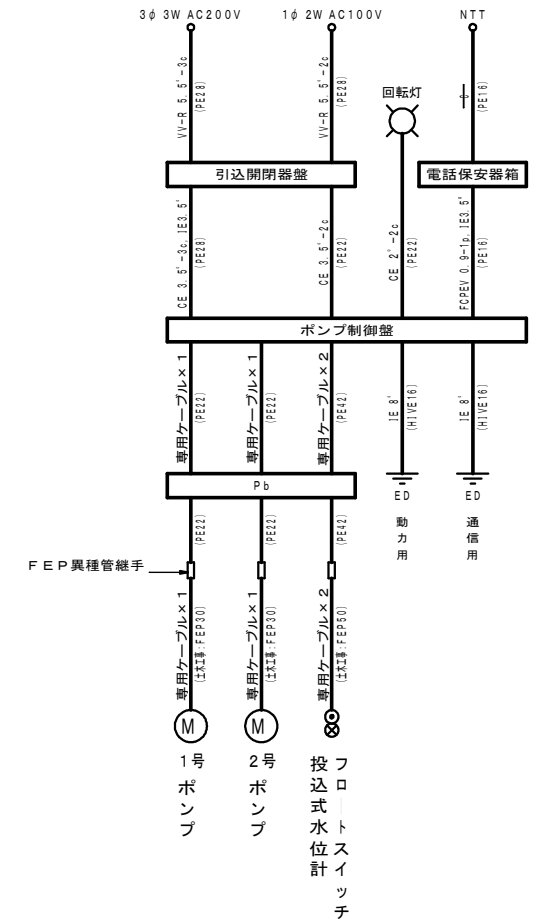 3φ 3W AC200V
1φ 2W AC100V
NTT
VV-R 5.5゜-3c
(PE28)
VV-R 5.5゜-2c
(PE28)
回転灯
(PE16)
引込開閉器盤
電話保安器箱
CE 3.5゜-3c,IE3.5゜
(PE28)
CE 3.5゜-2c
(PE22)
CE 2゜-2c
(PE22)
FCPEV 0.9-1p,IE3.5゜
(PE16)
ポンプ制御盤
専用ケーブル×1
(PE22)
専用ケーブル×1
(PE22)
専用ケーブル×2
(PE42)
IE 8゜
(HIVE16)
IE 8゜
(HIVE16)
Pb
ED
ED
動力用
通信用
(PE22)
(PE22)
(PE42)
FEP異種管継手
専用ケーブル×1
(土木工事:FEP30)
専用ケーブル×1
(土木工事:FEP30)
専用ケーブル×2
(土木工事:FEP50)
M
M
1号ポンプ
2号ポンプ
フロートスイッチ
投込式水位計